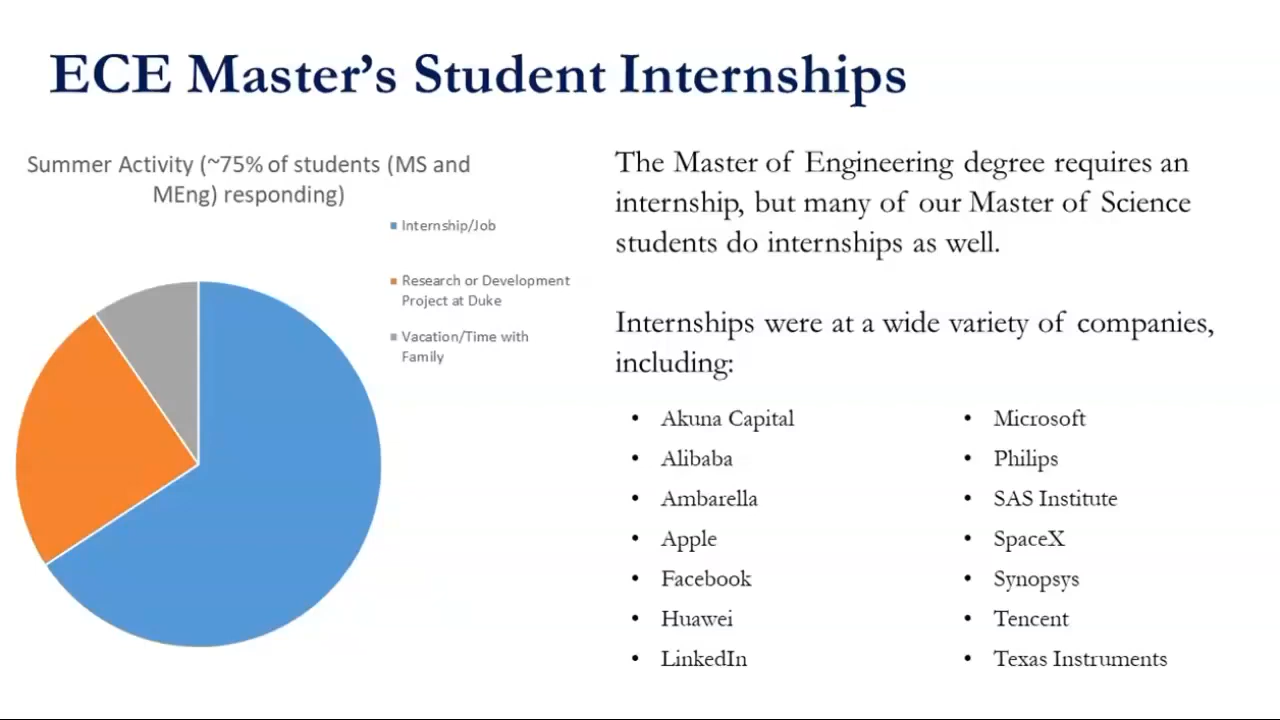 ECE Master's Student Internships
Summer Activity (~75% of students (MS and
MEng) responding)
Internship/Job
Research or Development
Project at Duke
Vacation/Time with
Family
The Master of Engineering degree requires an
internship, but many of our Master of Science
students do internships as well.
Internships were at a wide variety of companies,
including:
• Akuna Capital
• Alibaba
• Ambarella
• Apple
• Facebook
• Huawei
• LinkedIn
• Microsoft
• Philips
• SAS Institute
• SpaceX
• Synopsys
• Tencent
• Texas Instruments